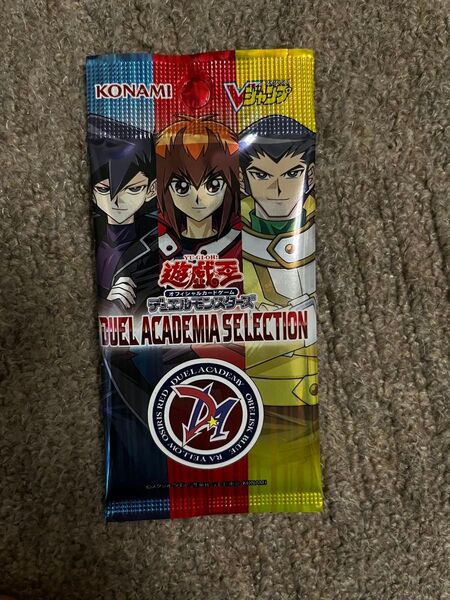 KONAMI
Vジャンプ
YU-GI-OH!
遊戯王
オフィシャルカードゲーム
デュエルモンスターズ
DUEL ACADEMIA SELECTION
DUEL ACADEMY
OBELISK BLUE
RA YELLOW
OSIRIS RED
DA
KONAMI